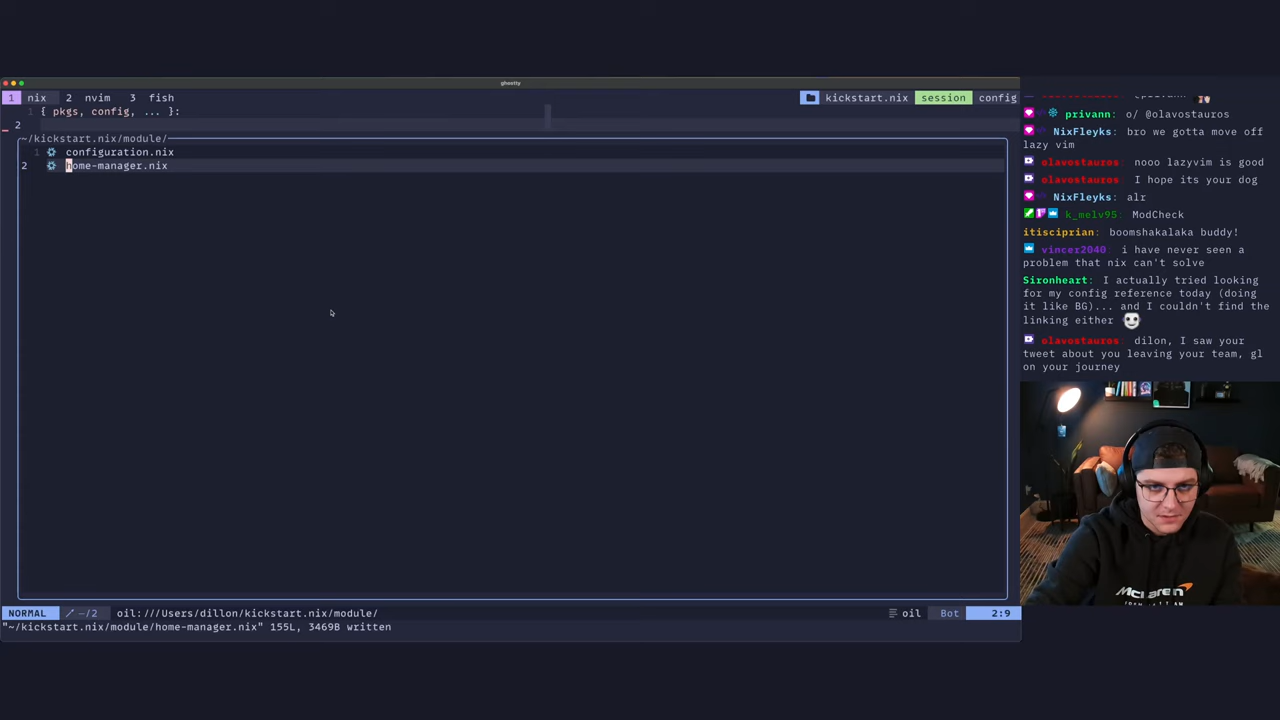 ghostty
1 nix 2 nvim 3 fish
kickstart.nix session config
1 { pkgs, config, ... }:
2
~/kickstart.nix/module/
1 configuration.nix
2 home-manager.nix
NORMAL
~/2
oil:///Users/dillon/kickstart.nix/module/
oil Bot 2:9
"~/kickstart.nix/module/home-manager.nix" 155L, 3469B written
privann: o/ @olavostauros
NixFleyks: bro we gotta move off
lazy vim
olavostauros: nooo lazyvim is good
olavostauros: I hope its your dog
NixFleyks: alr
k_melv95: ModCheck
itisciprian: boomshakalaka buddy!
vincer2040: i have never seen a
problem that nix can't solve
Sironheart: I actually tried looking
for my config reference today (doing
it like BG)... and I couldn't find the
linking either
olavostauros: dilon, I saw your
tweet about you leaving your team, gl
on your journey
McLaren